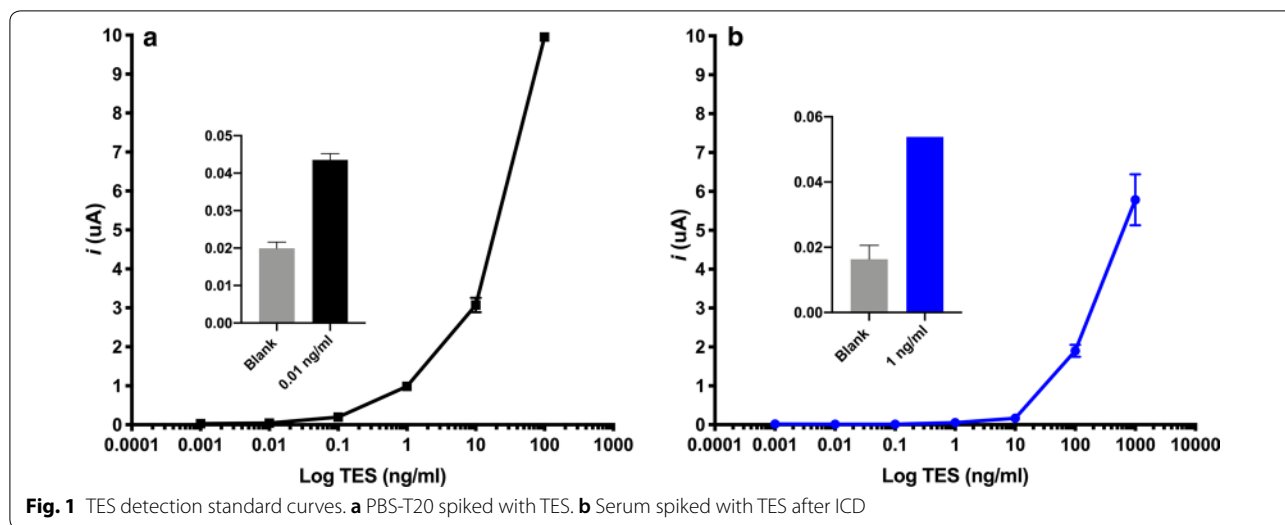 a
10
9
8
7
6
5
4
3
2
1
0
i (uA)
0.05
0.04
0.03
0.02
0.01
0.00
Blank
0.01 ng/ml
0.0001 0.001 0.01 0.1 1 10 100 1000
Log TES (ng/ml)
b
10
9
8
7
6
5
4
3
2
1
0
i (uA)
0.06
0.04
0.02
0.00
Blank
1 ng/ml
0.0001 0.001 0.01 0.1 1 10 100 1000 10000
Log TES (ng/ml)
Fig. 1 TES detection standard curves. a PBS-T20 spiked with TES. b Serum spiked with TES after ICD